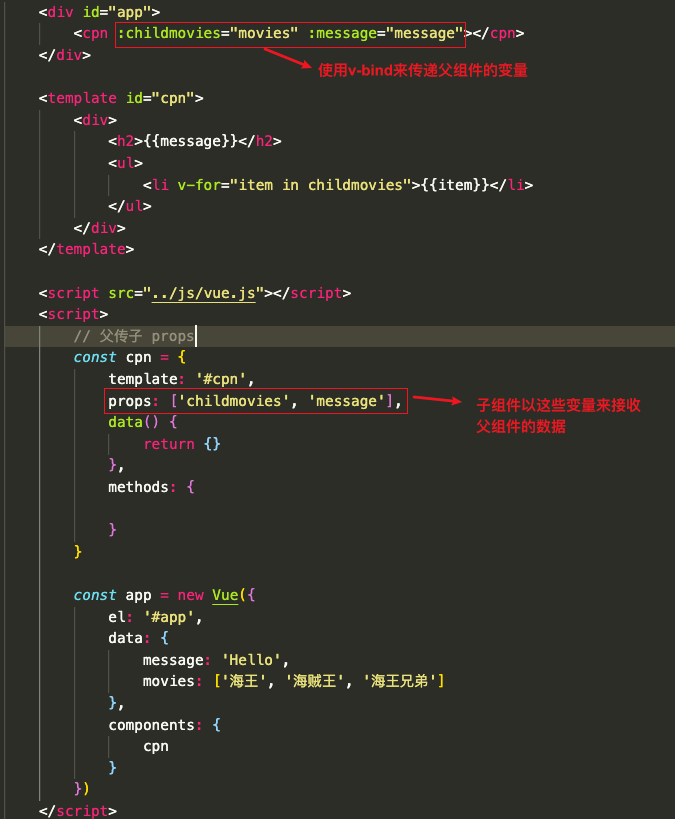 <div id="app">
<cpn :childmovies="movies" :message="message"></cpn>
</div>
使用v-bind来传递父组件的变量
<template id="cpn">
<div>
<h2>{{message}}</h2>
<ul>
<li v-for="item in childmovies">{{item}}</li>
</ul>
</div>
</template>
<script src="../js/vue.js"></script>
<script>
// 父传子 props
const cpn = {
template: '#cpn',
props: ['childmovies', 'message'],
子组件以这些变量来接收
父组件的数据
data() {
return {}
},
methods: {
}
}
const app = new Vue({
el: '#app',
data: {
message: 'Hello',
movies: ['海王', '海贼王', '海王兄弟']
},
components: {
cpn
}
})
</script>